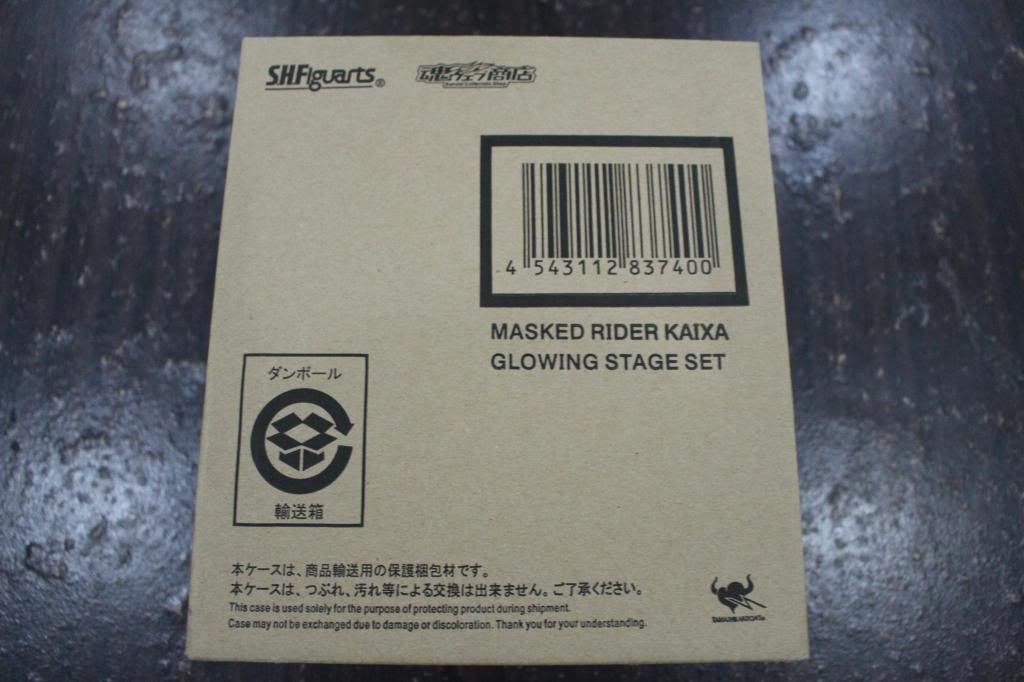 S.H.Figuarts®
魂ウェブ商店
4 543112 837400
MASKED RIDER KAIXA
GLOWING STAGE SET
ダンボール
輸送箱
本ケースは、商品輸送用の保護梱包材です。
本ケースは、つぶれ、汚れ等による交換は出来ません。ご了承ください。
This case is used solely for the purpose of protecting product during shipment.
Case may not be exchanged due to damage or discoloration. Thank you for your understanding.
TAMASHII NATIONS